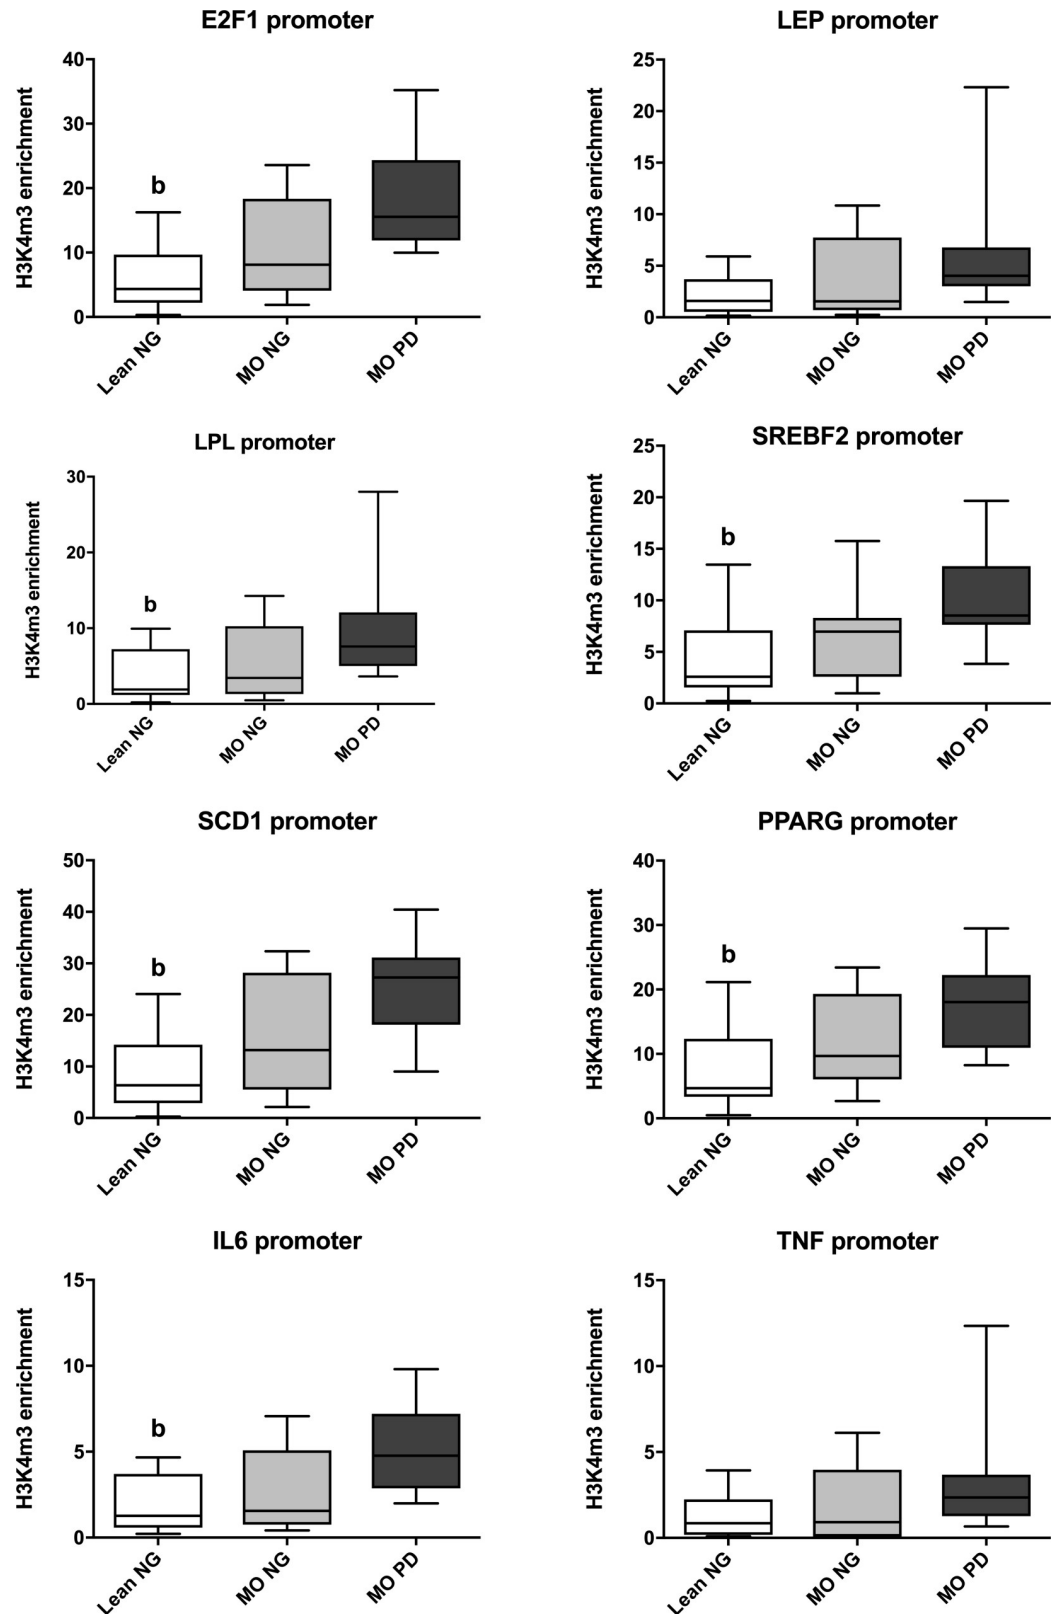 E2F1 promoter
H3K4m3 enrichment
40
30
20
10
0
b
Lean NG
MO NG
MO PD
LEP promoter
H3K4m3 enrichment
25
20
15
10
5
0
Lean NG
MO NG
MO PD
LPL promoter
H3K4m3 enrichment
30
20
10
0
b
Lean NG
MO NG
MO PD
SREBF2 promoter
H3K4m3 enrichment
25
20
15
10
5
0
b
Lean NG
MO NG
MO PD
SCD1 promoter
H3K4m3 enrichment
50
40
30
20
10
0
b
Lean NG
MO NG
MO PD
PPARG promoter
H3K4m3 enrichment
40
30
20
10
0
b
Lean NG
MO NG
MO PD
IL6 promoter
H3K4m3 enrichment
15
10
5
0
b
Lean NG
MO NG
MO PD
TNF promoter
H3K4m3 enrichment
15
10
5
0
Lean NG
MO NG
MO PD